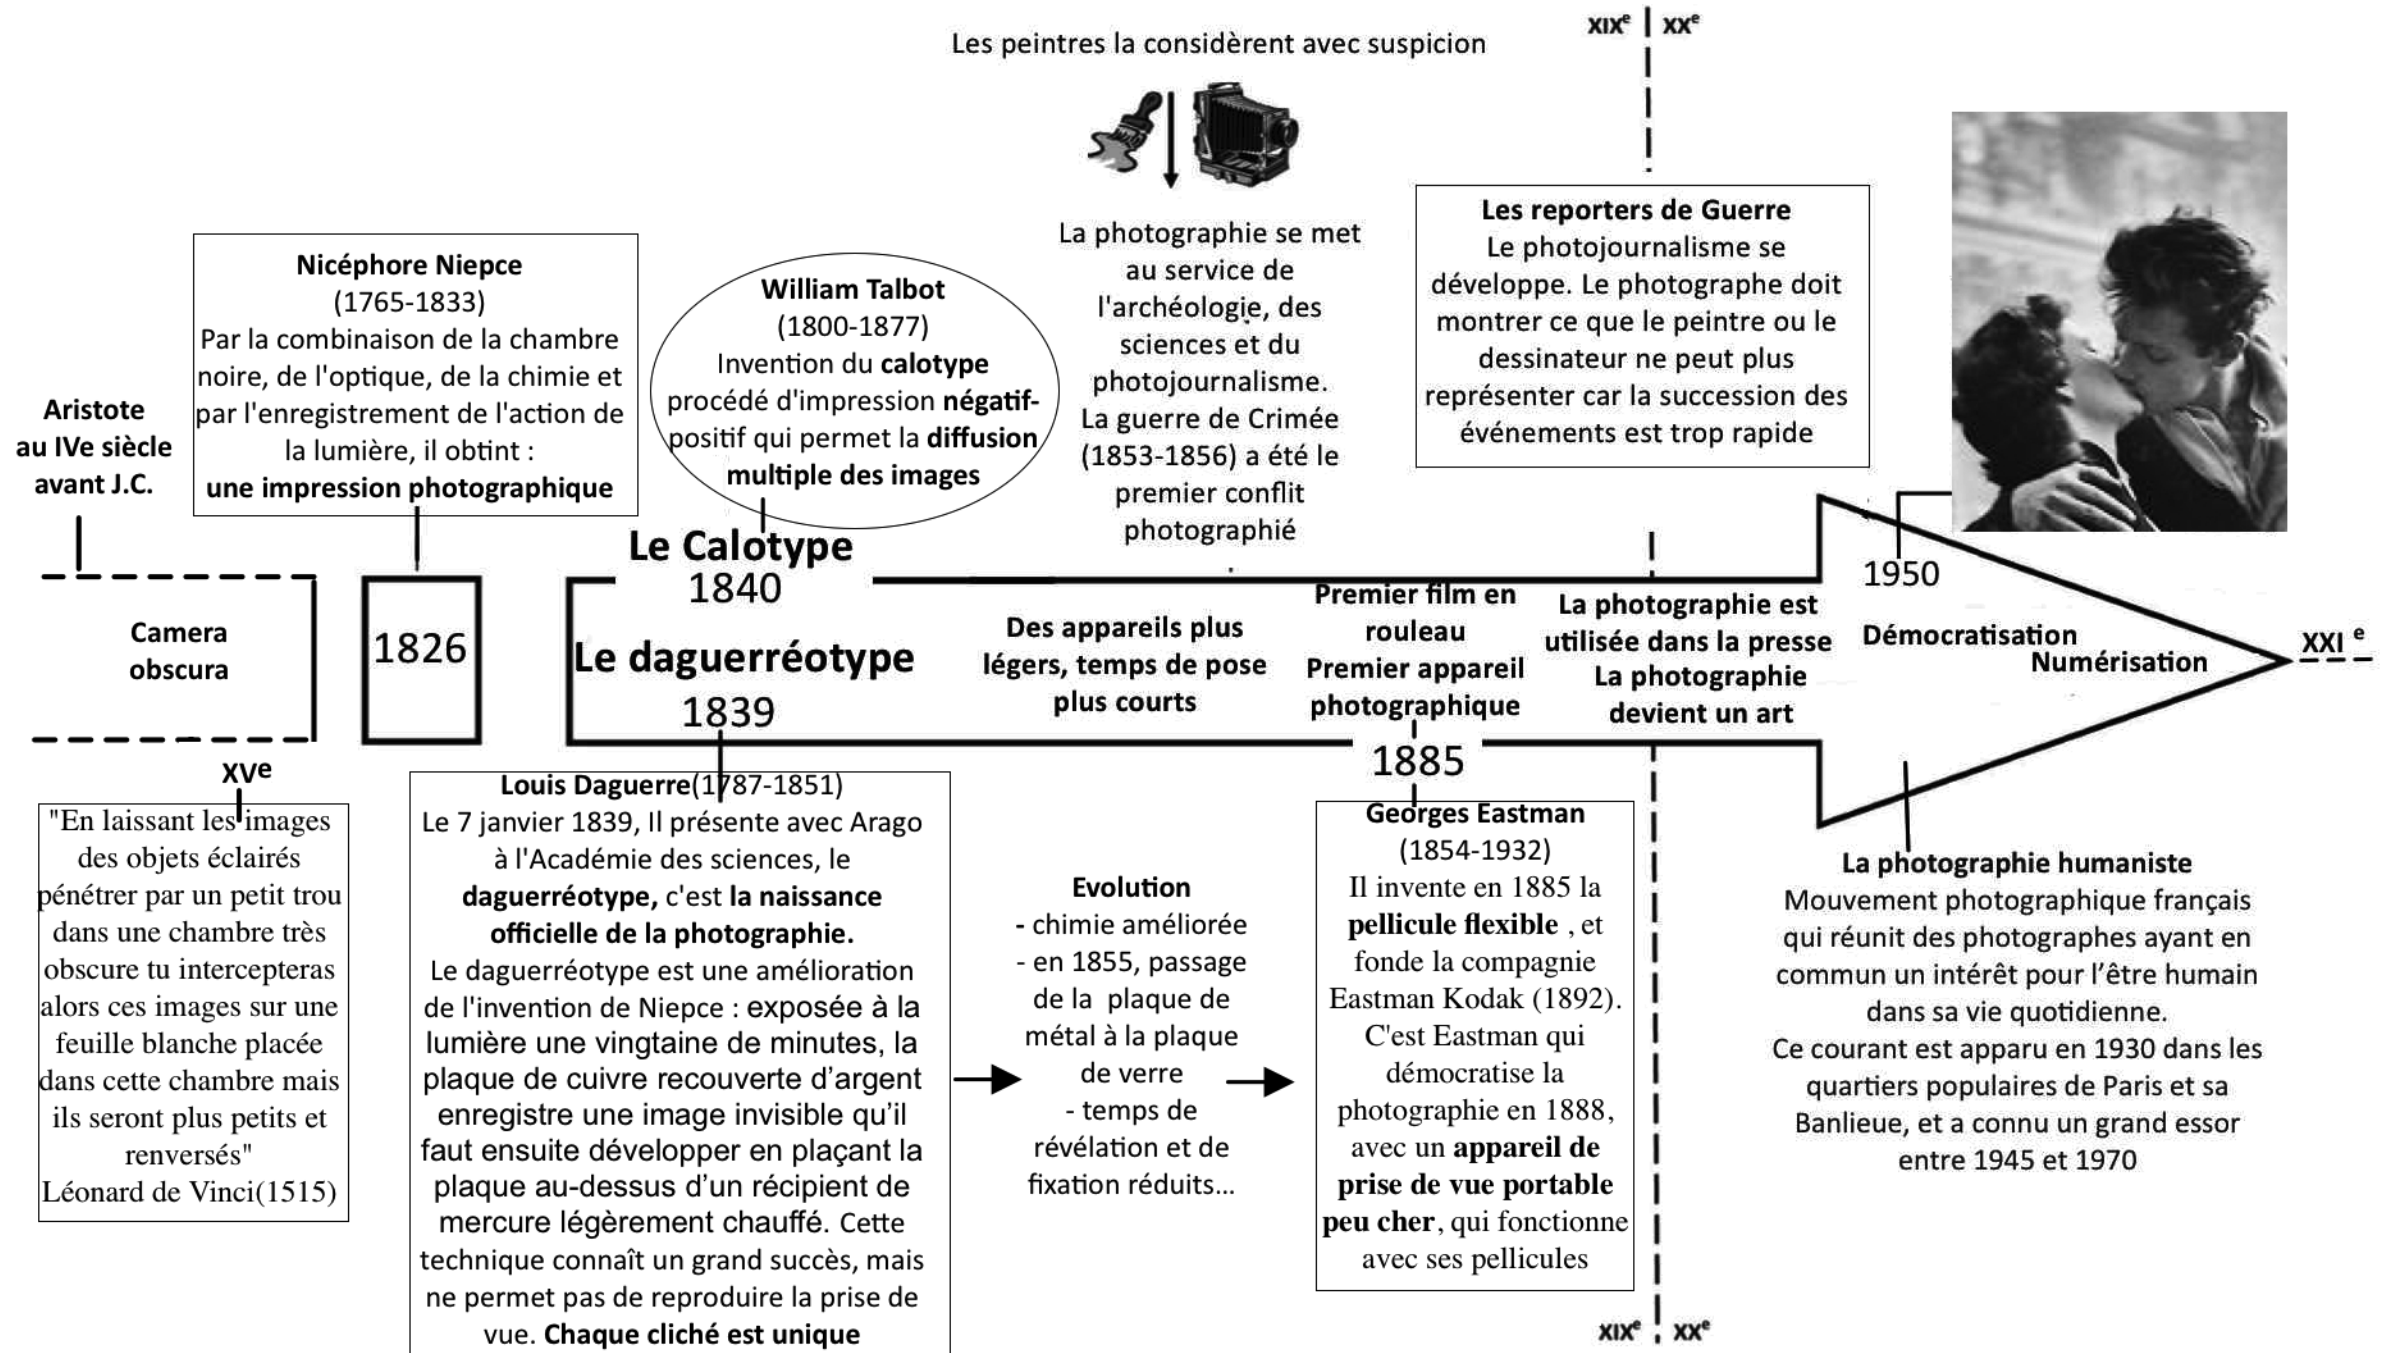 Les peintres la considèrent avec suspicion
XIXe
XXe
Aristote
au IVe siècle
avant J.C.
Nicéphore Niepce
(1765-1833)
Par la combinaison de la chambre
noire, de l'optique, de la chimie et
par l'enregistrement de l'action de
la lumière, il obtint :
une impression photographique
William Talbot
(1800-1877)
Invention du calotype
procédé d'impression négatif-
positif qui permet la diffusion
multiple des images
La photographie se met
au service de
l'archéologie, des
sciences et du
photojournalisme.
La guerre de Crimée
(1853-1856) a été le
premier conflit
photographié
Les reporters de Guerre
Le photojournalisme se
développe. Le photographe doit
montrer ce que le peintre ou le
dessinateur ne peut plus
représenter car la succession des
événements est trop rapide
Camera
obscura
1826
Le Calotype
1840
Le daguerréotype
1839
Des appareils plus
légers, temps de pose
plus courts
Premier film en
rouleau
Premier appareil
photographique
1885
La photographie est
utilisée dans la presse
La photographie
devient un art
1950
Démocratisation
Numérisation
XXI e
XVe
"En laissant les images
des objets éclairés
pénétrer par un petit trou
dans une chambre très
obscure tu intercepteras
alors ces images sur une
feuille blanche placée
dans cette chambre mais
ils seront plus petits et
renversés"
Léonard de Vinci(1515)
Louis Daguerre(1787-1851)
Le 7 janvier 1839, Il présente avec Arago
à l'Académie des sciences, le
daguerréotype, c'est la naissance
officielle de la photographie.
Le daguerréotype est une amélioration
de l'invention de Niepce : exposée à la
lumière une vingtaine de minutes, la
plaque de cuivre recouverte d’argent
enregistre une image invisible qu’il
faut ensuite développer en plaçant la
plaque au-dessus d’un récipient de
mercure légèrement chauffé. Cette
technique connaît un grand succès, mais
ne permet pas de reproduire la prise de
vue. Chaque cliché est unique
Evolution
- chimie améliorée
- en 1855, passage
de la plaque de
métal à la plaque
de verre
- temps de
révélation et de
fixation réduits...
Georges Eastman
(1854-1932)
Il invente en 1885 la
pellicule flexible , et
fonde la compagnie
Eastman Kodak (1892).
C'est Eastman qui
démocratise la
photographie en 1888,
avec un appareil de
prise de vue portable
peu cher, qui fonctionne
avec ses pellicules
La photographie humaniste
Mouvement photographique français
qui réunit des photographes ayant en
commun un intérêt pour l’être humain
dans sa vie quotidienne.
Ce courant est apparu en 1930 dans les
quartiers populaires de Paris et sa
Banlieue, et a connu un grand essor
entre 1945 et 1970
XIXe
XXe